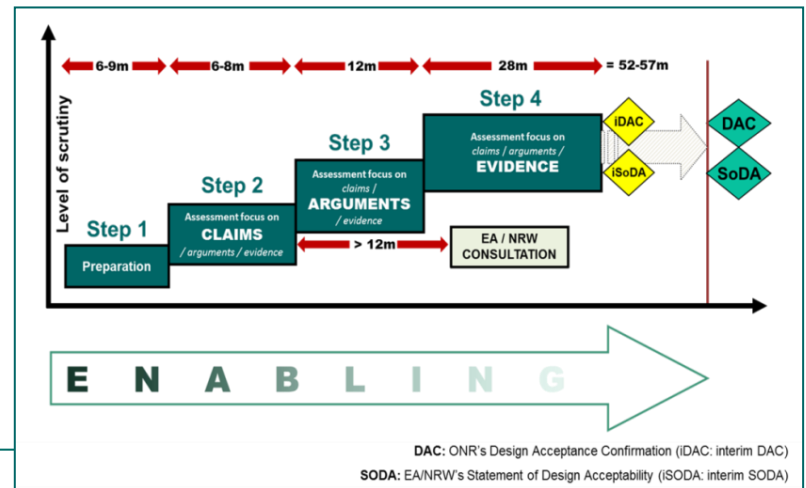 6-9m
6-8m
12m
28m
= 52-57m
Level of scrutiny
Step 1
Preparation
Step 2
Assessment focus on
CLAIMS
/ arguments / evidence
Step 3
Assessment focus on
claims /
ARGUMENTS
/ evidence
Step 4
Assessment focus on
claims / arguments /
EVIDENCE
iDAC
iSoDA
DAC
SoDA
> 12m
EA / NRW
CONSULTATION
E N A B L I N G
DAC: ONR's Design Acceptance Confirmation (iDAC: interim DAC)
SODA: EA/NRW's Statement of Design Acceptability (iSODA: interim SODA)